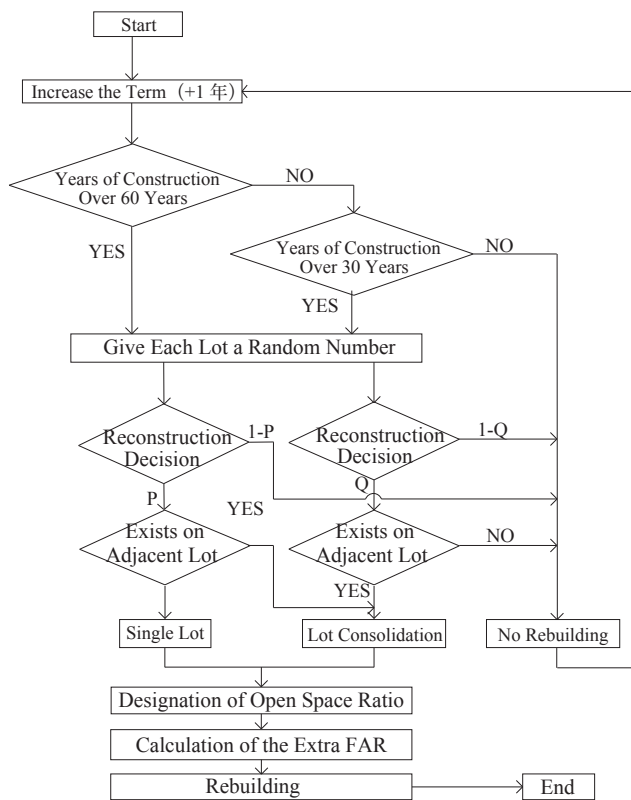 Start
Increase the Term（+1 年）
Years of Construction
Over 60 Years
NO
YES
Years of Construction
Over 30 Years
NO
YES
Give Each Lot a Random Number
Reconstruction
Decision
1-P
P
Reconstruction
Decision
1-Q
Q
Exists on
Adjacent Lot
YES
Exists on
Adjacent Lot
NO
YES
Single Lot
Lot Consolidation
No Rebuilding
Designation of Open Space Ratio
Calculation of the Extra FAR
Rebuilding
End